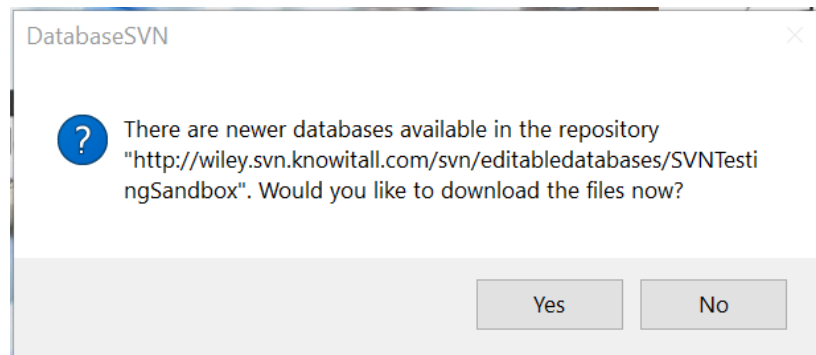 DatabaseSVN
There are newer databases available in the repository
"http://wiley.svn.knowitall.com/svn/editabledatabases/SVNTesti
ngSandbox". Would you like to download the files now?
Yes No